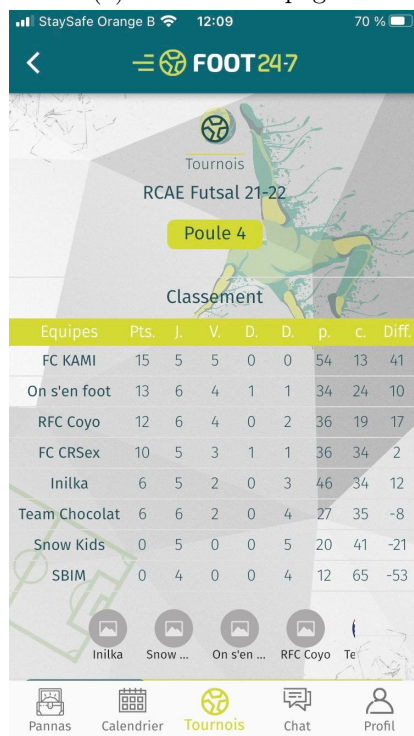 StaySafe Orange B 12:09 70 %
FOOT24-7
Tournois
RCAE Futsal 21-22
Poule 4
Classement
Equipes Pts. J. V. D. D. p. c. Diff.
FC KAMI 15 5 5 0 0 54 13 41
On s'en foot 13 6 4 1 1 34 24 10
RFC Coyo 12 6 4 0 2 36 19 17
FC CRSex 10 5 3 1 1 36 34 2
Inilka 6 5 2 0 3 46 34 12
Team Chocolat 6 6 2 0 4 27 35 -8
Snow Kids 0 5 0 0 5 20 41 -21
SBIM 0 4 0 0 4 12 65 -53
Inilka Snow ... On s'en ... RFC Coyo Te
Pannas Calendrier Tournois Chat Profil